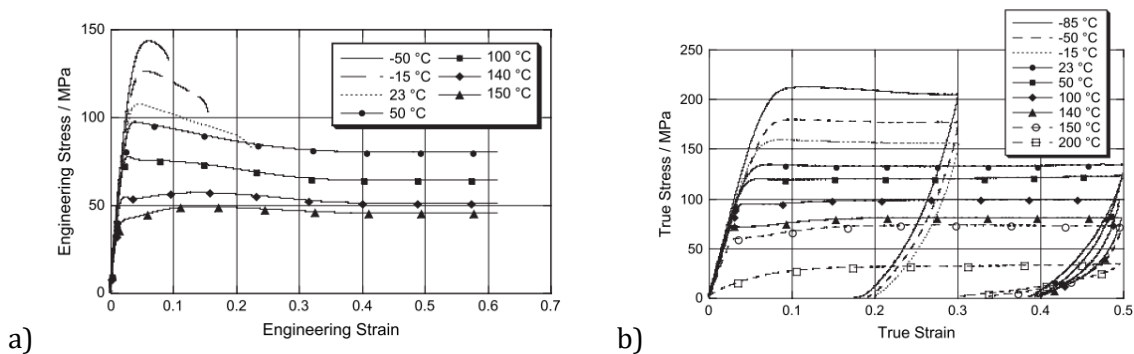 a)
Engineering Stress / MPa
150
100
50
0
0 0.1 0.2 0.3 0.4 0.5 0.6 0.7
Engineering Strain
-50 °C 100 °C
-15 °C 140 °C
23 °C 150 °C
50 °C
b)
True Stress / MPa
250
200
150
100
50
0
0 0.1 0.2 0.3 0.4 0.5
True Strain
-85 °C
-50 °C
-15 °C
23 °C
50 °C
100 °C
140 °C
150 °C
200 °C